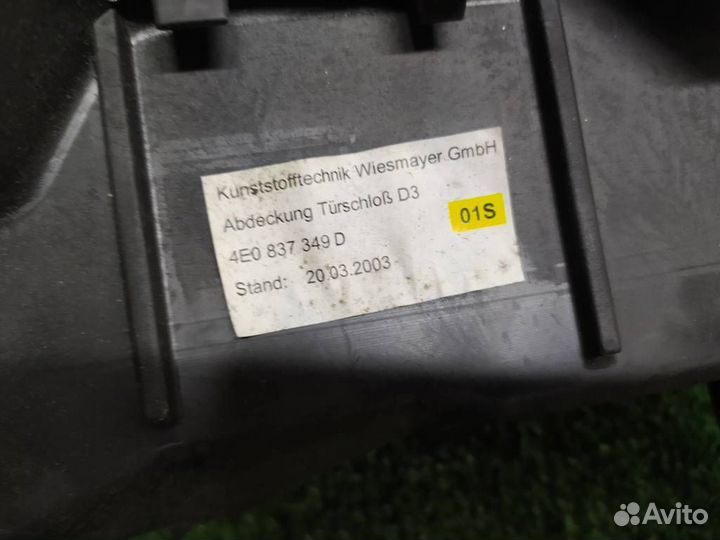 Kunststofftechnik Wiesmayer GmbH
Abdeckung Türschloß D3
01S
4E0 837 349 D
Stand: 20.03.2003
Avito